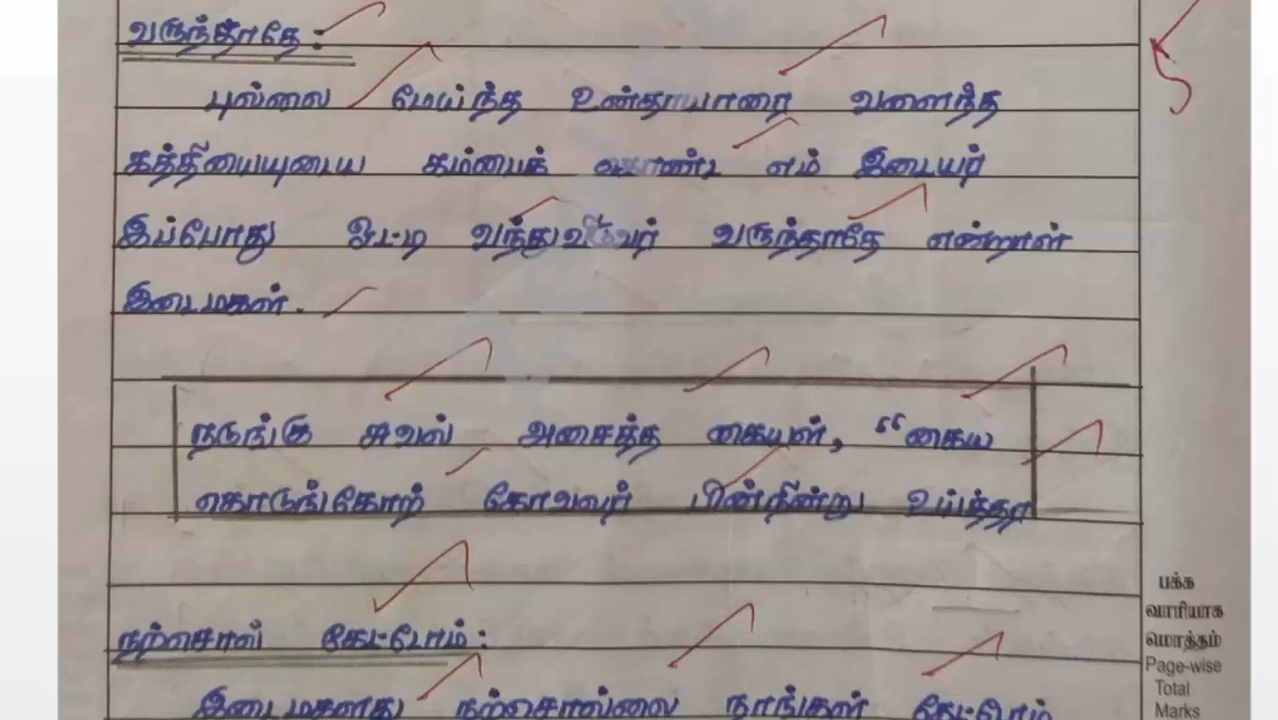 வருந்தாதே :
புல்லை மேய்ந்த உன்தாயாரை வளைந்த
கத்தியையுடைய கம்பைக் கொண்ட எம் இடையர்
இப்போது ஓட்டி வந்துவிடுவர் வருந்தாதே என்றாள்
இடைமகள்.
5
நடுங்கு சுவல் அசைத்த கையள், “கைய
கொடுங்கோற் கோவலர் பின்நின்று உய்த்தர
நற்சொல் கேட்டோம் :
இடைமகளது நற்சொல்லை நாங்கள் கேட்டோம்
பக்க
வாரியாக
மொத்தம்
Page-wise
Total
Marks